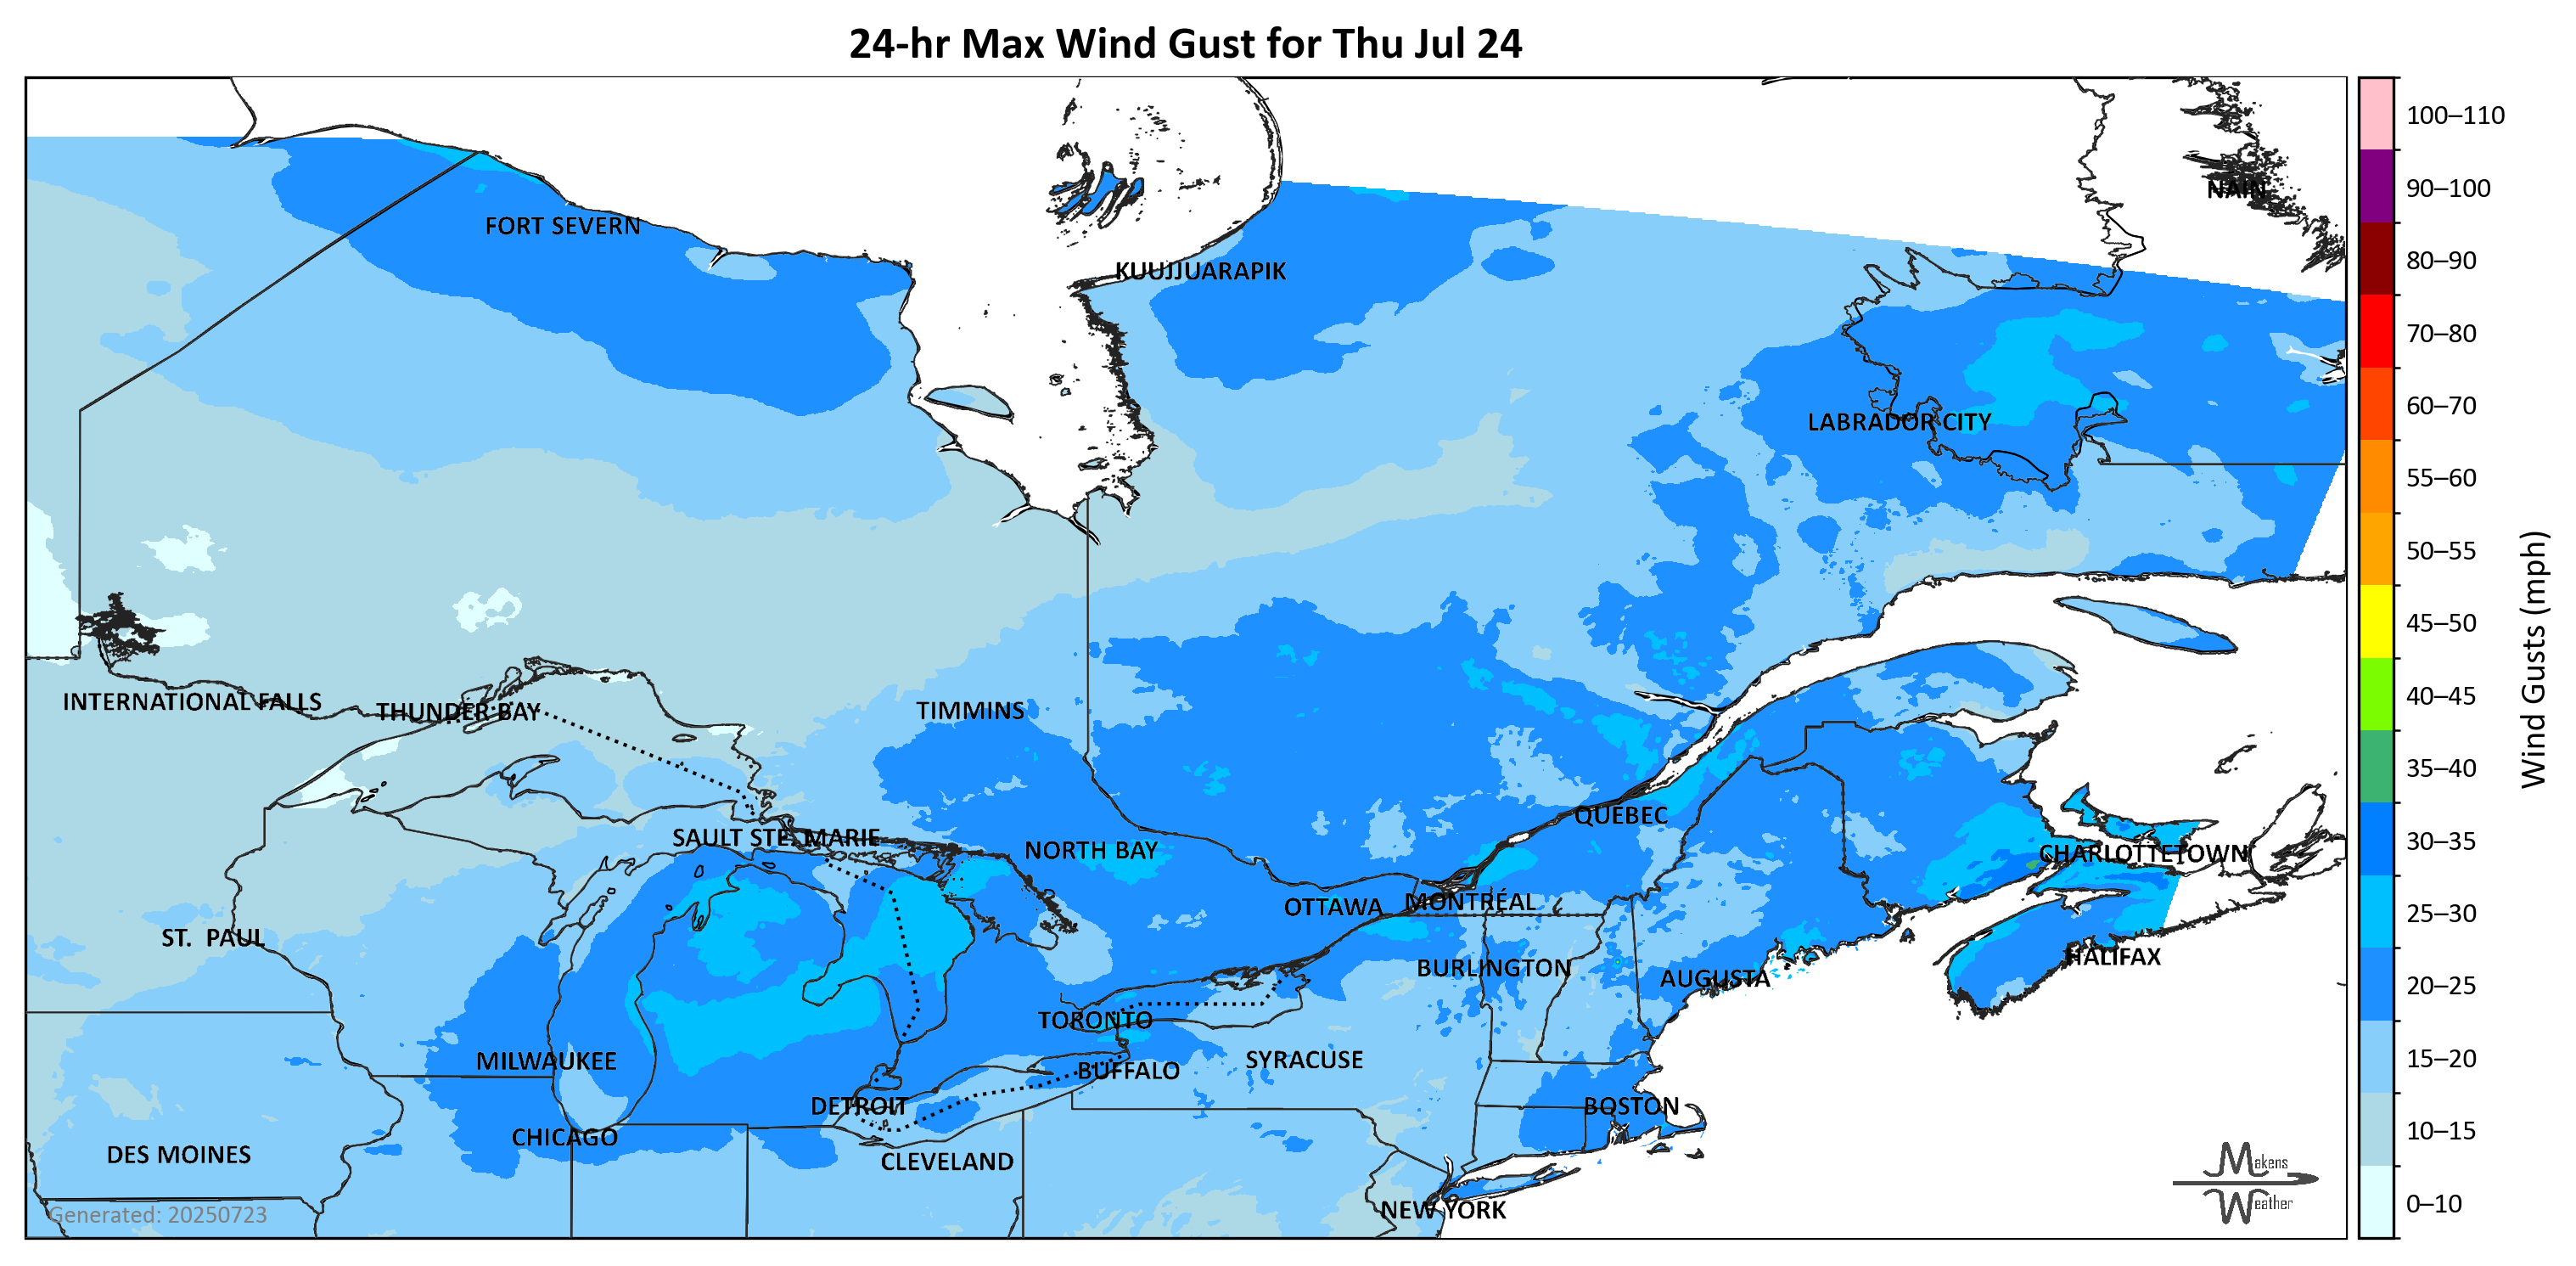 24-hr Max Wind Gust for Thu Jul 24
100–110
90–100
NAIN
FORT SEVERN
80–90
KUUJJUARAPIK
70–80
60–70
LABRADOR CITY
55–60
50–55
45–50
Wind Gusts (mph)
40–45
INTERNATIONAL FALLS
THUNDER BAY
TIMMINS
35–40
QUEBEC
30–35
SAULT STE. MARIE
NORTH BAY
CHARLOTTETOWN
OTTAWA
MONTRÉAL
25–30
ST. PAUL
HALIFAX
BURLINGTON
AUGUSTA
20–25
TORONTO
MILWAUKEE
SYRACUSE
15–20
BUFFALO
DETROIT
BOSTON
CHICAGO
10–15
DES MOINES
CLEVELAND
Makens
Weather
NEW YORK
0–10
Generated: 20250723